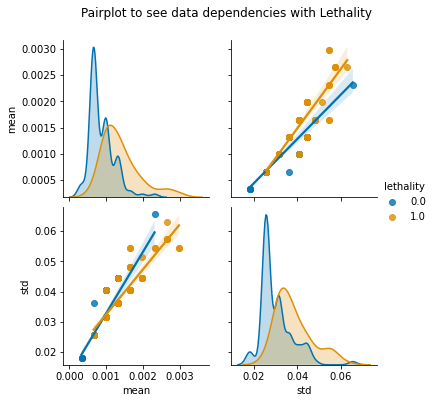 Pairplot to see data dependencies with Lethality
0.0030
0.0025
0.0020
0.0015
0.0010
0.0005
mean
lethality
0.0
1.0
0.06
0.05
0.04
0.03
0.02
std
0.000 0.001 0.002 0.003
mean
0.02 0.04 0.06
std